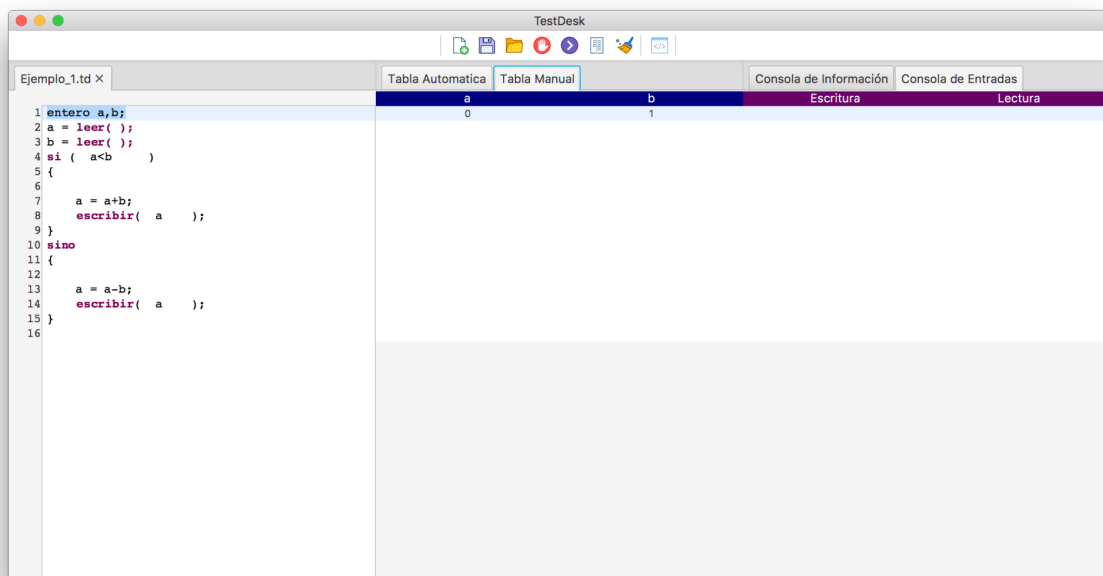 TestDesk
Ejemplo_1.td ×
Tabla Automatica
Tabla Manual
Consola de Información
Consola de Entradas
a b Escritura Lectura
0 1
1 entero a,b;
2 a = leer( );
3 b = leer( );
4 si (  a<b     )
5 {
6
7     a = a+b;
8     escribir(  a    );
9 }
10 sino
11 {
12
13     a = a-b;
14     escribir(  a    );
15 }
16